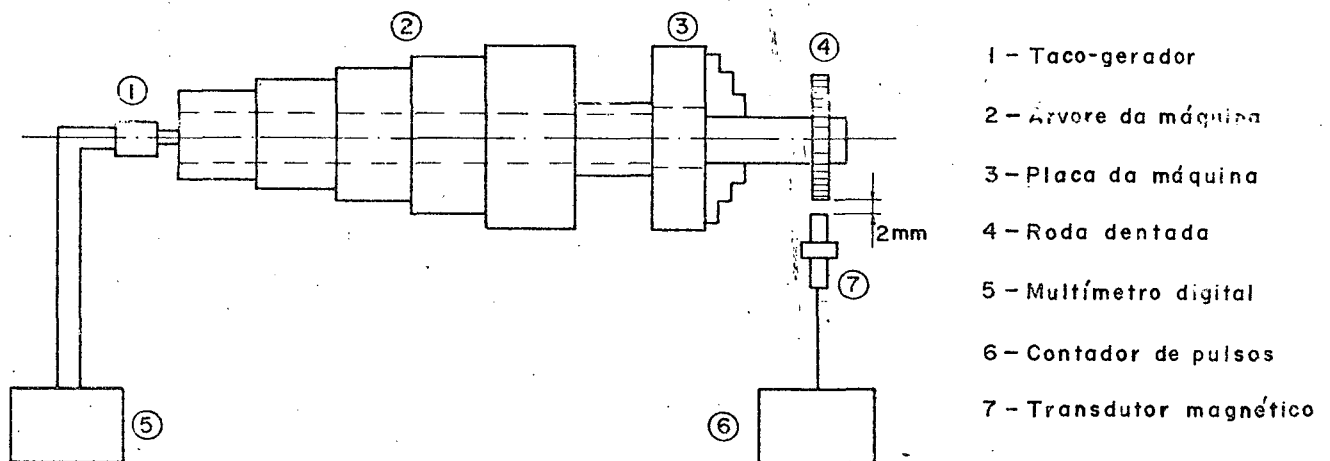 1
2
3
4
2mm
7
5
6
1 - Taco-gerador
2 - Árvore da máquina
3 - Placa da máquina
4 - Roda dentada
5 - Multímetro digital
6 - Contador de pulsos
7 - Transdutor magnético